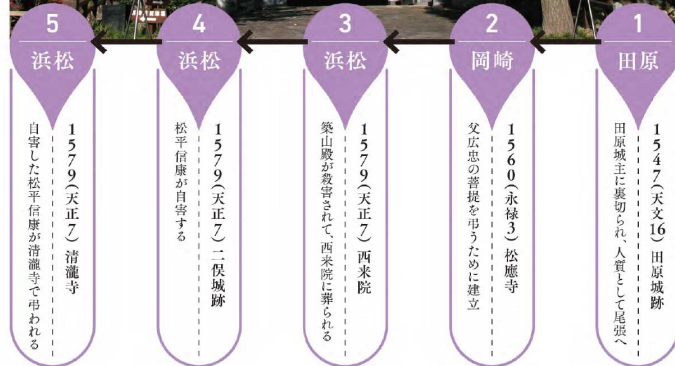 1
田原
1547(天文16) 田原城跡
田原城主に裏切られ、人質として尾張へ
2
岡崎
1560(永禄3) 松應寺
父広忠の菩提を弔うために建立
3
浜松
1579(天正7) 西来院
築山殿が殺害されて、西来院に葬られる
4
浜松
1579(天正7) 二俣城跡
松平信康が自害する
5
浜松
1579(天正7) 清瀧寺
自害した松平信康が清瀧寺で弔われる